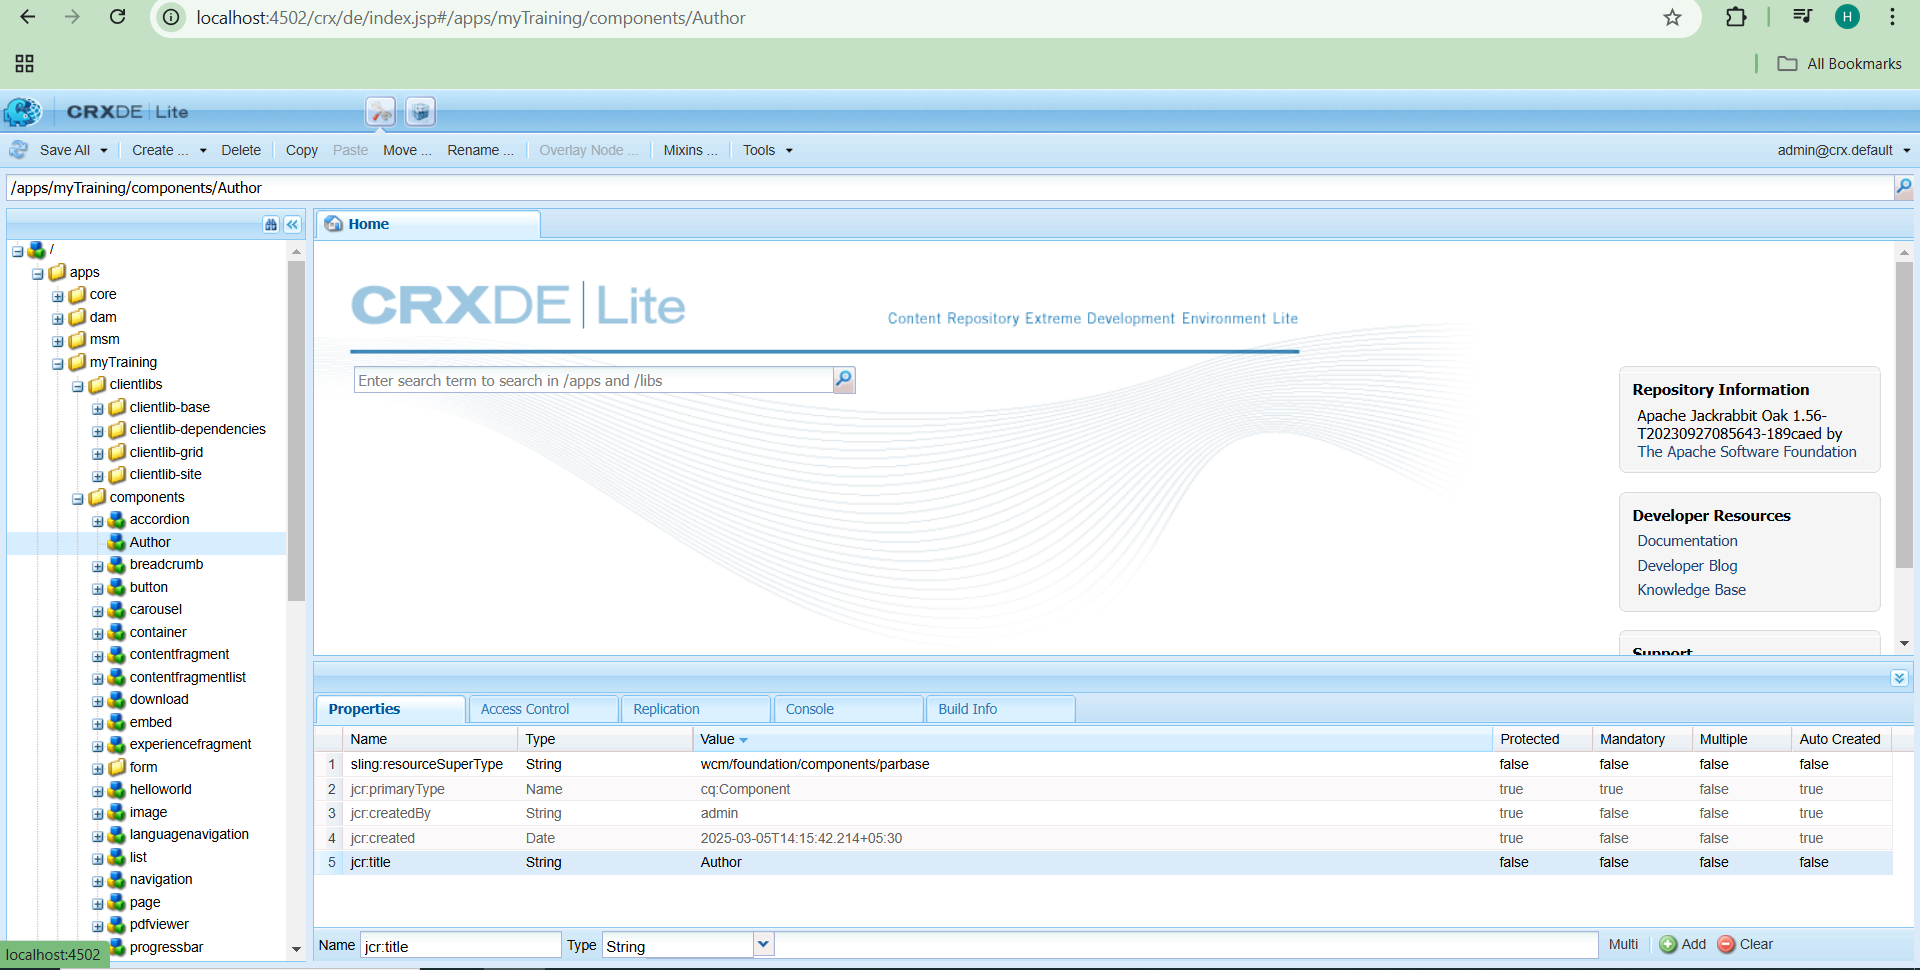 localhost:4502/crx/de/index.jsp#/apps/myTraining/components/Author
H
All Bookmarks
CRXDE | Lite
Save All Create ... Delete Copy Paste Move ... Rename ... Overlay Node ... Mixins ... Tools admin@crx.default
/apps/myTraining/components/Author
Home
/
apps
core
dam
msm
myTraining
clientlibs
clientlib-base
clientlib-dependencies
clientlib-grid
clientlib-site
components
accordion
Author
breadcrumb
button
carousel
container
contentfragment
contentfragmentlist
download
embed
experiencefragment
form
helloworld
image
languagenavigation
list
navigation
page
pdfviewer
progressbar
localhost:4502
CRXDE | Lite
Content Repository Extreme Development Environment Lite
Enter search term to search in /apps and /libs
Repository Information
Apache Jackrabbit Oak 1.56-
T20230927085643-189caed by
The Apache Software Foundation
Developer Resources
Documentation
Developer Blog
Knowledge Base
Support
Properties Access Control Replication Console Build Info
Name Type Value Protected Mandatory Multiple Auto Created
1 sling:resourceSuperType String wcm/foundation/components/parbase false false false false
2 jcr:primaryType Name cq:Component true true false true
3 jcr:createdBy String admin true false false true
4 jcr:created Date 2025-03-05T14:15:42.214+05:30 true false false true
5 jcr:title String Author false false false false
Name jcr:title Type String Multi Add Clear